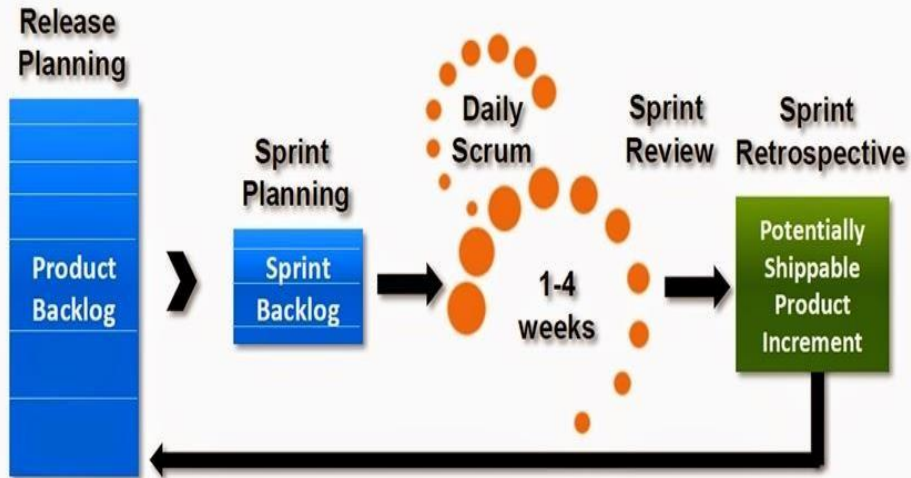 Release
Planning
Product
Backlog
Sprint
Planning
Sprint
Backlog
Daily
Scrum
1-4
weeks
Sprint
Review
Sprint
Retrospective
Potentially
Shippable
Product
Increment